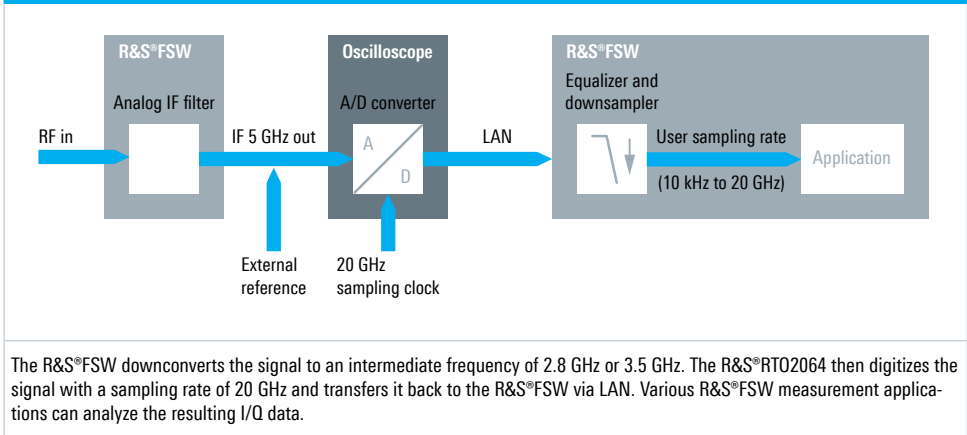 R&S®FSW
Oscilloscope
R&S®FSW
Analog IF filter
A/D converter
Equalizer and
downsampler
RF in
IF 5 GHz out
A
D
LAN
User sampling rate
(10 kHz to 20 GHz)
Application
External
reference
20 GHz
sampling clock
The R&S®FSW downconverts the signal to an intermediate frequency of 2.8 GHz or 3.5 GHz. The R&S®RTO2064 then digitizes the
signal with a sampling rate of 20 GHz and transfers it back to the R&S®FSW via LAN. Various R&S®FSW measurement applica-
tions can analyze the resulting I/Q data.